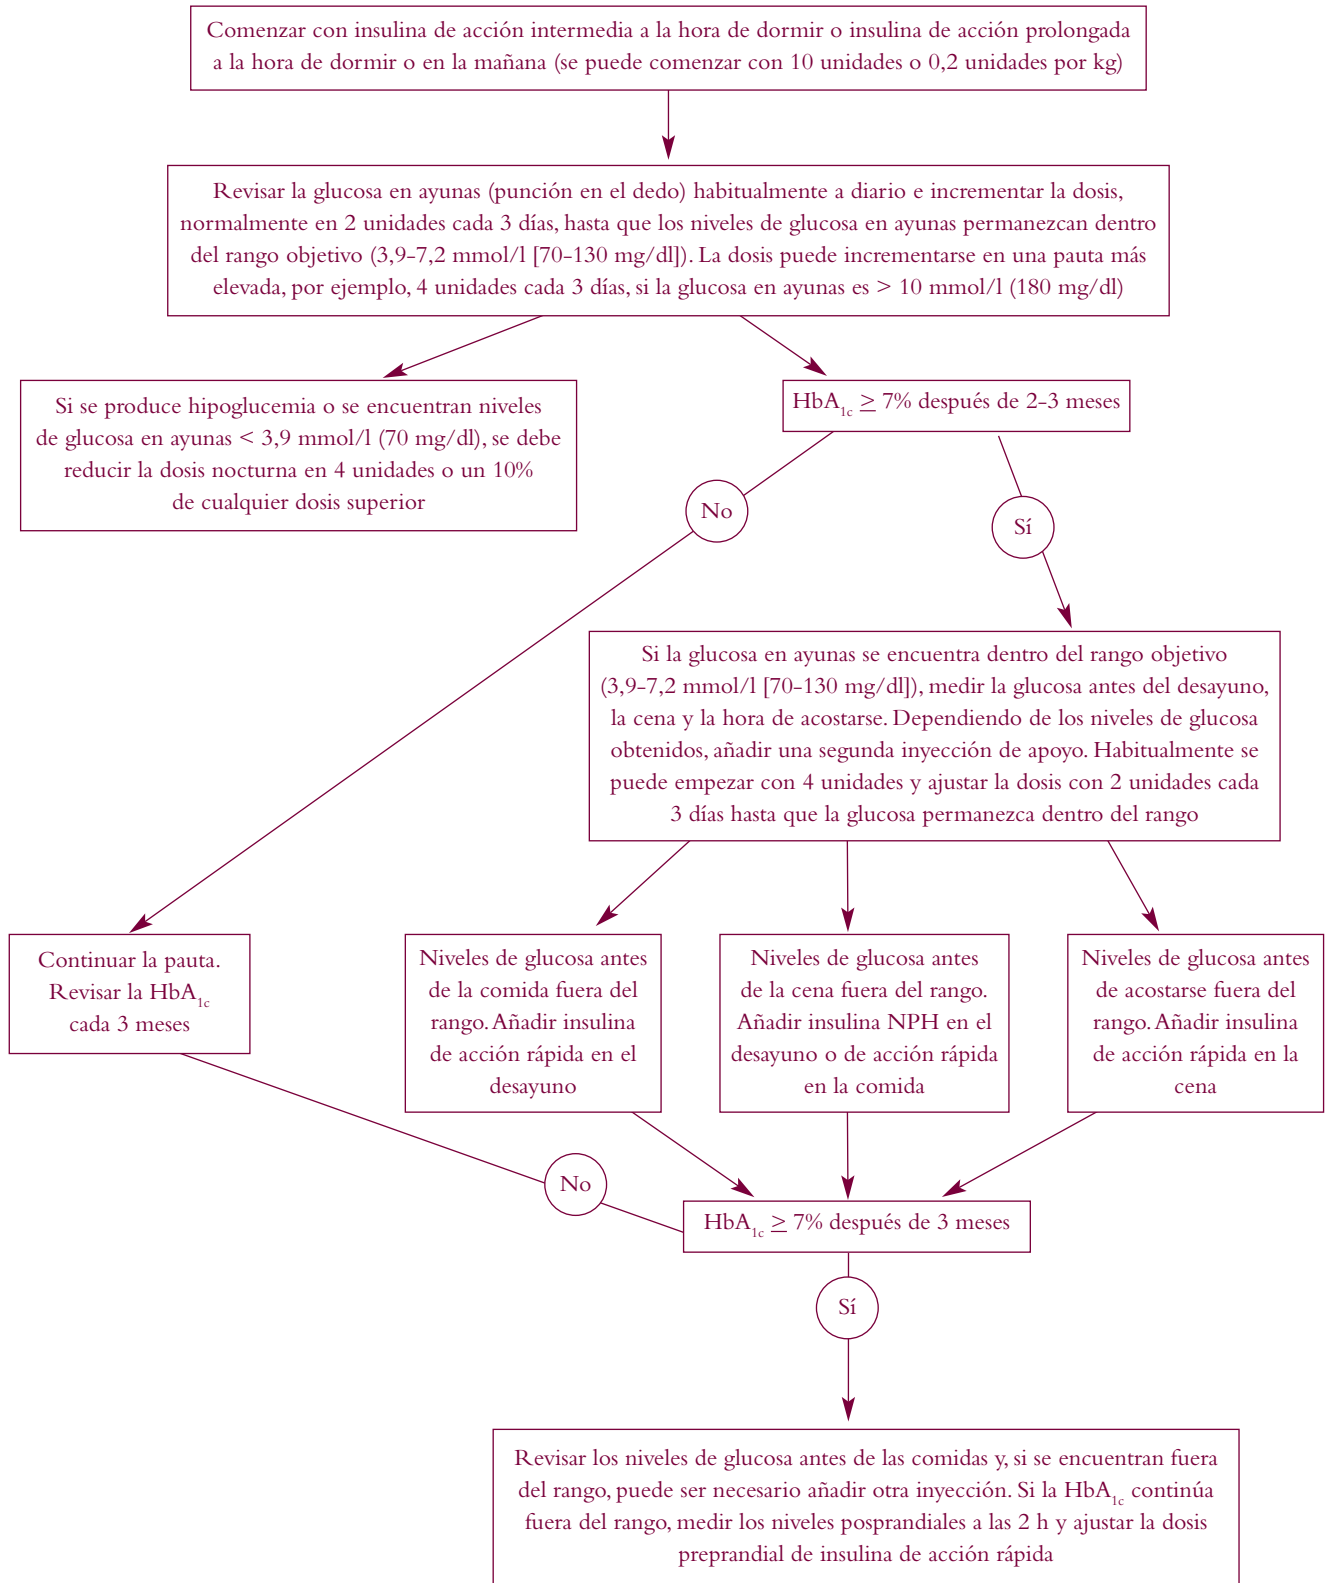 Comenzar con insulina de acción intermedia a la hora de dormir o insulina de acción prolongada
a la hora de dormir o en la mañana (se puede comenzar con 10 unidades o 0,2 unidades por kg)
Revisar la glucosa en ayunas (punción en el dedo) habitualmente a diario e incrementar la dosis,
normalmente en 2 unidades cada 3 días, hasta que los niveles de glucosa en ayunas permanezcan dentro
del rango objetivo (3,9-7,2 mmol/l [70-130 mg/dl]). La dosis puede incrementarse en una pauta más
elevada, por ejemplo, 4 unidades cada 3 días, si la glucosa en ayunas es > 10 mmol/l (180 mg/dl)
Si se produce hipoglucemia o se encuentran niveles
de glucosa en ayunas < 3,9 mmol/l (70 mg/dl), se debe
reducir la dosis nocturna en 4 unidades o un 10%
de cualquier dosis superior
HbA1c ≥ 7% después de 2-3 meses
No
Sí
Si la glucosa en ayunas se encuentra dentro del rango objetivo
(3,9-7,2 mmol/l [70-130 mg/dl]), medir la glucosa antes del desayuno,
la cena y la hora de acostarse. Dependiendo de los niveles de glucosa
obtenidos, añadir una segunda inyección de apoyo. Habitualmente se
puede empezar con 4 unidades y ajustar la dosis con 2 unidades cada
3 días hasta que la glucosa permanezca dentro del rango
Continuar la pauta.
Revisar la HbA1c
cada 3 meses
Niveles de glucosa antes
de la comida fuera del
rango. Añadir insulina
de acción rápida en el
desayuno
Niveles de glucosa antes
de la cena fuera del rango.
Añadir insulina NPH en el
desayuno o de acción rápida
en la comida
Niveles de glucosa antes
de acostarse fuera del
rango. Añadir insulina
de acción rápida en la
cena
No
HbA1c ≥ 7% después de 3 meses
Sí
Revisar los niveles de glucosa antes de las comidas y, si se encuentran fuera
del rango, puede ser necesario añadir otra inyección. Si la HbA1c continúa
fuera del rango, medir los niveles posprandiales a las 2 h y ajustar la dosis
preprandial de insulina de acción rápida